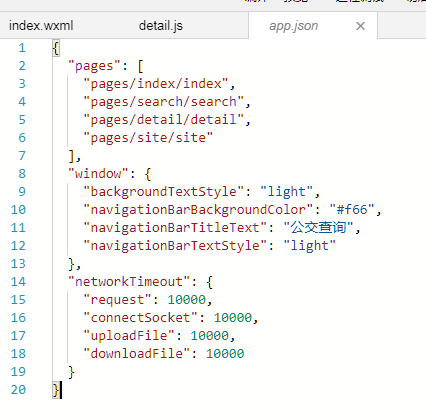 index.wxml detail.js app.json ×
1 {
2 "pages": [
3 "pages/index/index",
4 "pages/search/search",
5 "pages/detail/detail",
6 "pages/site/site"
7 ],
8 "window": {
9 "backgroundTextStyle": "light",
10 "navigationBarBackgroundColor": "#f66",
11 "navigationBarTitleText": "公交查询",
12 "navigationBarTextStyle": "light"
13 },
14 "networkTimeout": {
15 "request": 10000,
16 "connectSocket": 10000,
17 "uploadFile": 10000,
18 "downloadFile": 10000
19 }
20 }